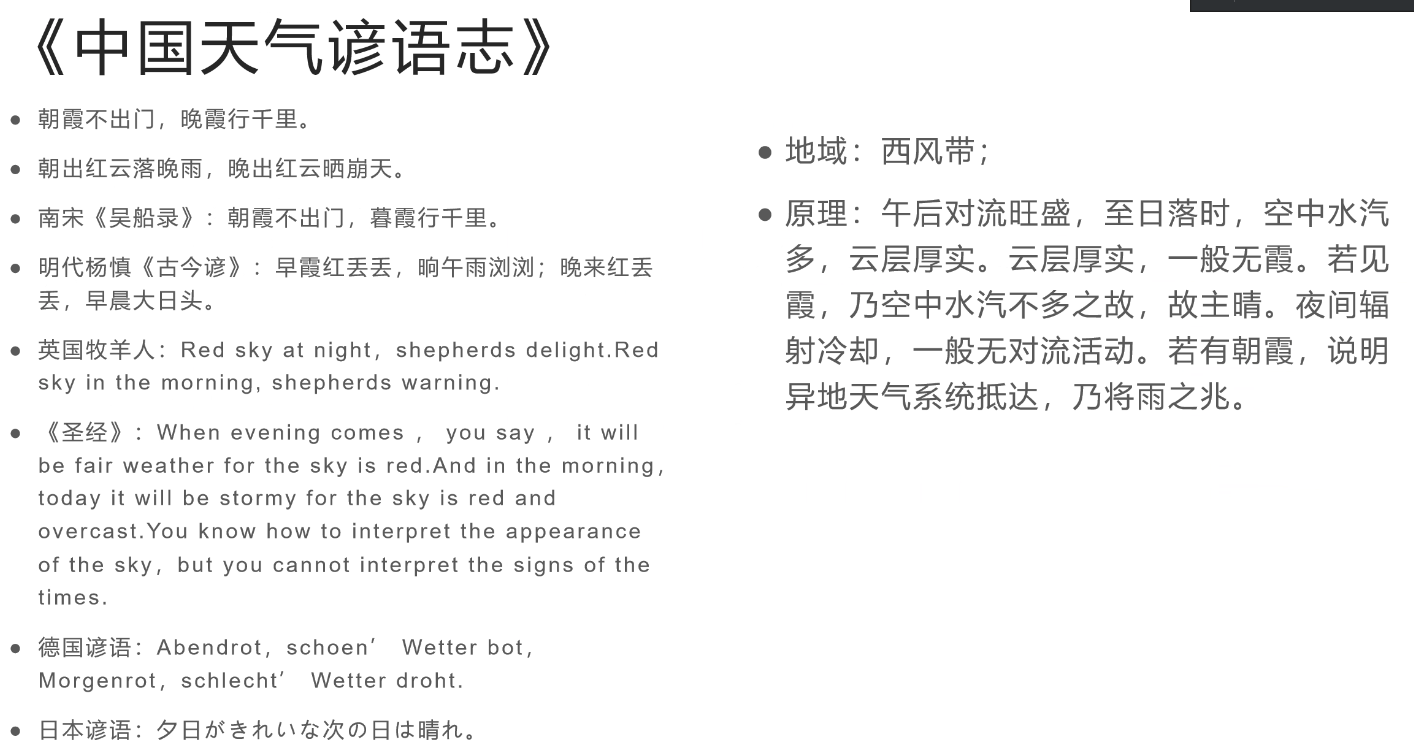 《中国天气谚语志》
● 朝霞不出门，晚霞行千里。
● 朝出红云落晚雨，晚出红云晒崩天。
● 南宋《吴船录》：朝霞不出门，暮霞行千里。
● 明代杨慎《古今谚》：早霞红丢丢，晌午雨浏浏；晚来红丢
丢，早晨大日头。
● 英国牧羊人：Red sky at night，shepherds delight.Red
sky in the morning, shepherds warning.
● 《圣经》：When evening comes ， you say ， it will
be fair weather for the sky is red.And in the morning，
today it will be stormy for the sky is red and
overcast.You know how to interpret the appearance
of the sky，but you cannot interpret the signs of the
times.
● 德国谚语：Abendrot，schoen’ Wetter bot，
Morgenrot，schlecht’ Wetter droht.
● 日本谚语：夕日がきれいな次の日は晴れ。
● 地域：西风带；
● 原理：午后对流旺盛，至日落时，空中水汽
多，云层厚实。云层厚实，一般无霞。若见
霞，乃空中水汽不多之故，故主晴。夜间辐
射冷却，一般无对流活动。若有朝霞，说明
异地天气系统抵达，乃将雨之兆。